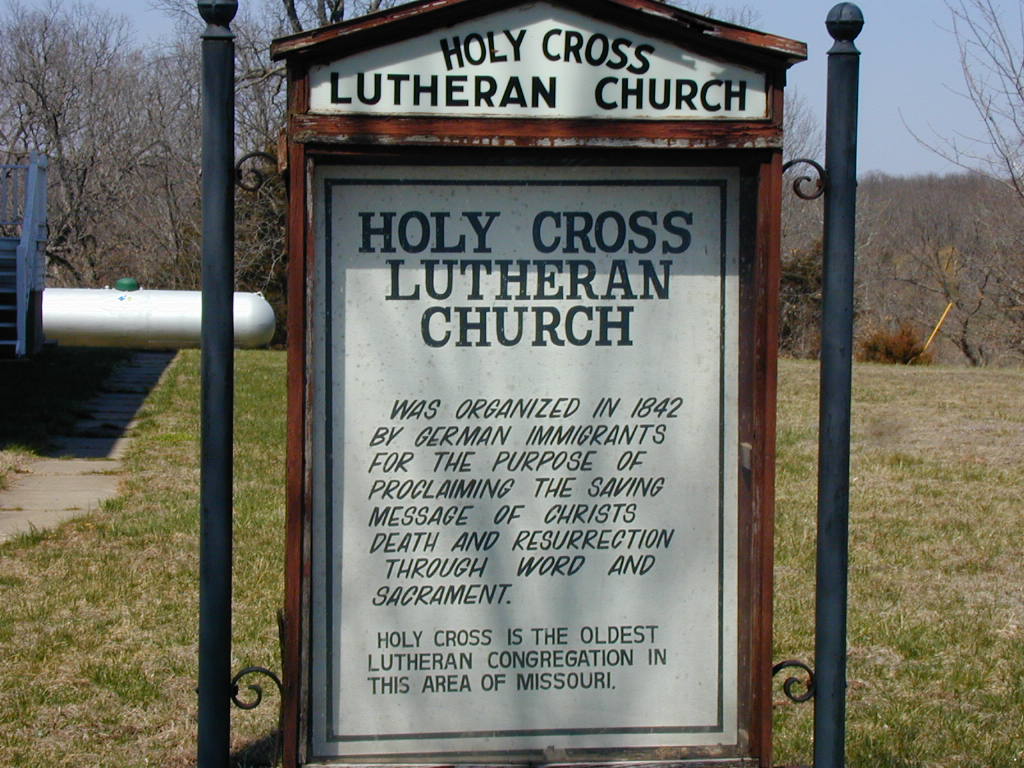 HOLY CROSS
LUTHERAN CHURCH
HOLY CROSS
LUTHERAN
CHURCH
WAS ORGANIZED IN 1842
BY GERMAN IMMIGRANTS
FOR THE PURPOSE OF
PROCLAIMING THE SAVING
MESSAGE OF CHRISTS
DEATH AND RESURRECTION
THROUGH WORD AND
SACRAMENT.
HOLY CROSS IS THE OLDEST
LUTHERAN CONGREGATION IN
THIS AREA OF MISSOURI.